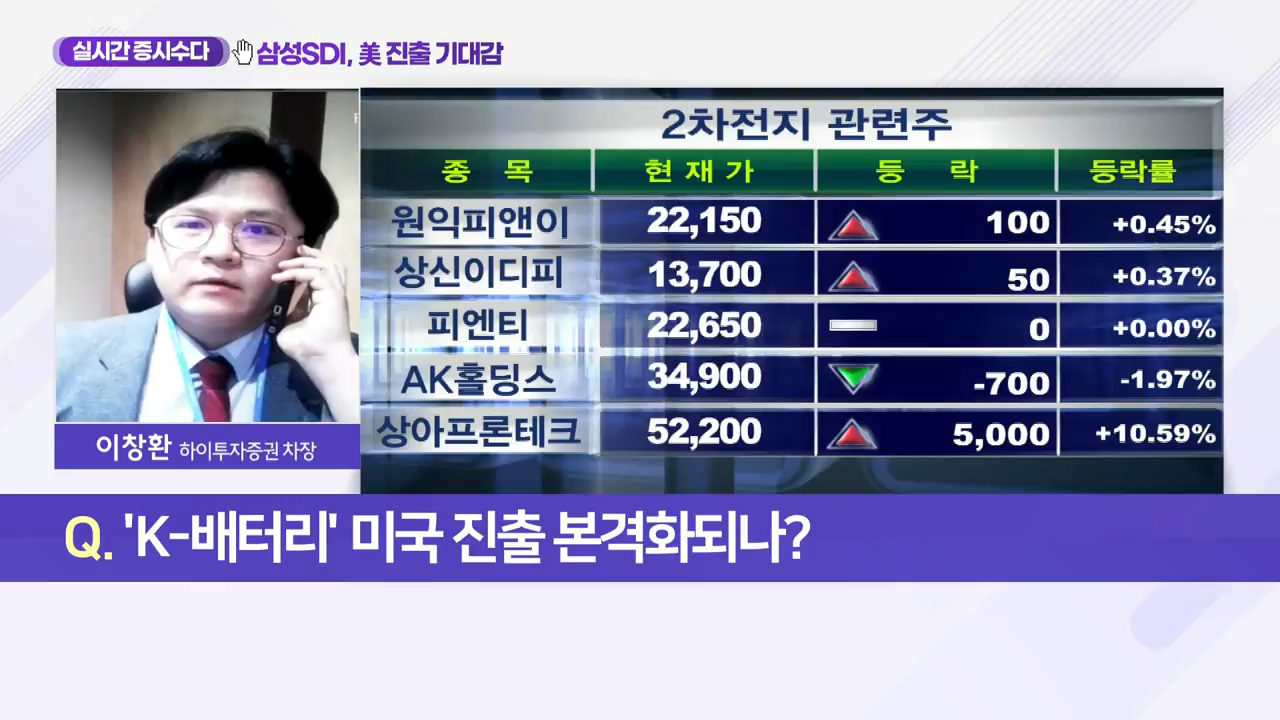 실시간 증시수다 삼성SDI, 美 진출 기대감
2차전지 관련주
종 목 현 재 가 등 락 등락률
원익피앤이 22,150 100 +0.45%
상신이디피 13,700 50 +0.37%
피엔티 22,650 0 +0.00%
AK홀딩스 34,900 -700 -1.97%
상아프론테크 52,200 5,000 +10.59%
이창환 하이투자증권 차장
Q. 'K-배터리' 미국 진출 본격화되나?